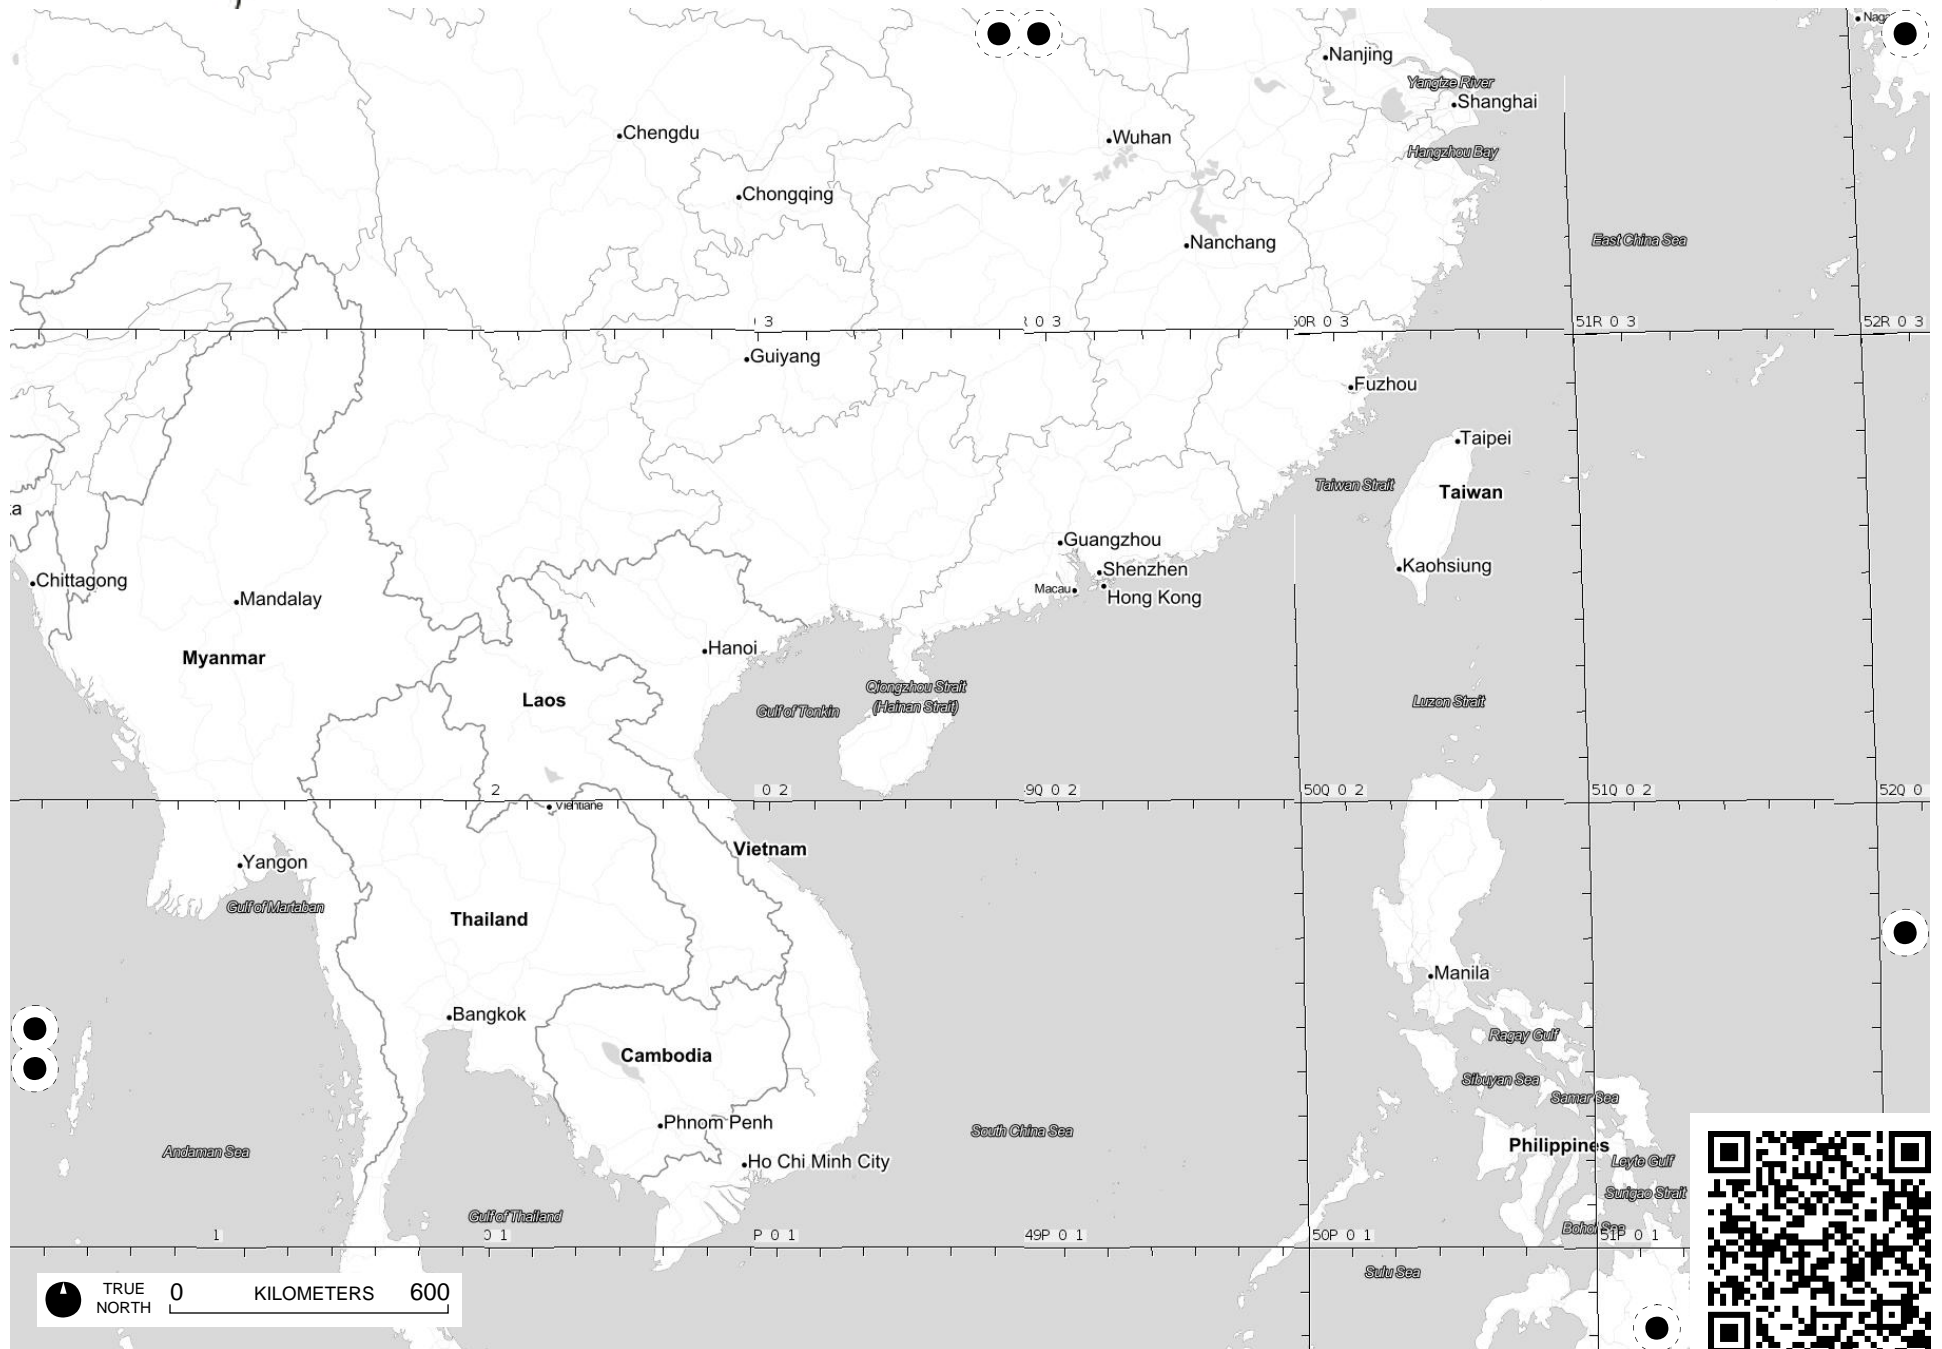 Nanjing
Yangtze River
Shanghai
Chengdu
Wuhan
Hangzhou Bay
Chongqing
Nanchang
East China Sea
3
R 0 3
0R 0 3
51R 0 3
52R 0 3
Guiyang
Fuzhou
Taipei
Taiwan Strait
Taiwan
Guangzhou
Kaohsiung
Shenzhen
Chittagong
Macau
Mandalay
Hong Kong
Hanoi
Myanmar
Qiongzhou Strait
(Hainan Strait)
Laos
Luzon Strait
Gulf of Tonkin
2
0 2
9Q 0 2
50Q 0 2
51Q 0 2
52Q 0
Vientiane
Vietnam
Yangon
Gulf of Martaban
Thailand
Manila
Bangkok
Ragay Gulf
Cambodia
Sibuyan Sea
Samar Sea
Phnom Penh
South China Sea
Philippines
Andaman Sea
Ho Chi Minh City
Leyte Gulf
Surigao Strait
Gulf of Thailand
Bohol Sea
1
0 1
P 0 1
49P 0 1
50P 0 1
51P 0 1
Sulu Sea
TRUE
NORTH
0 KILOMETERS 600